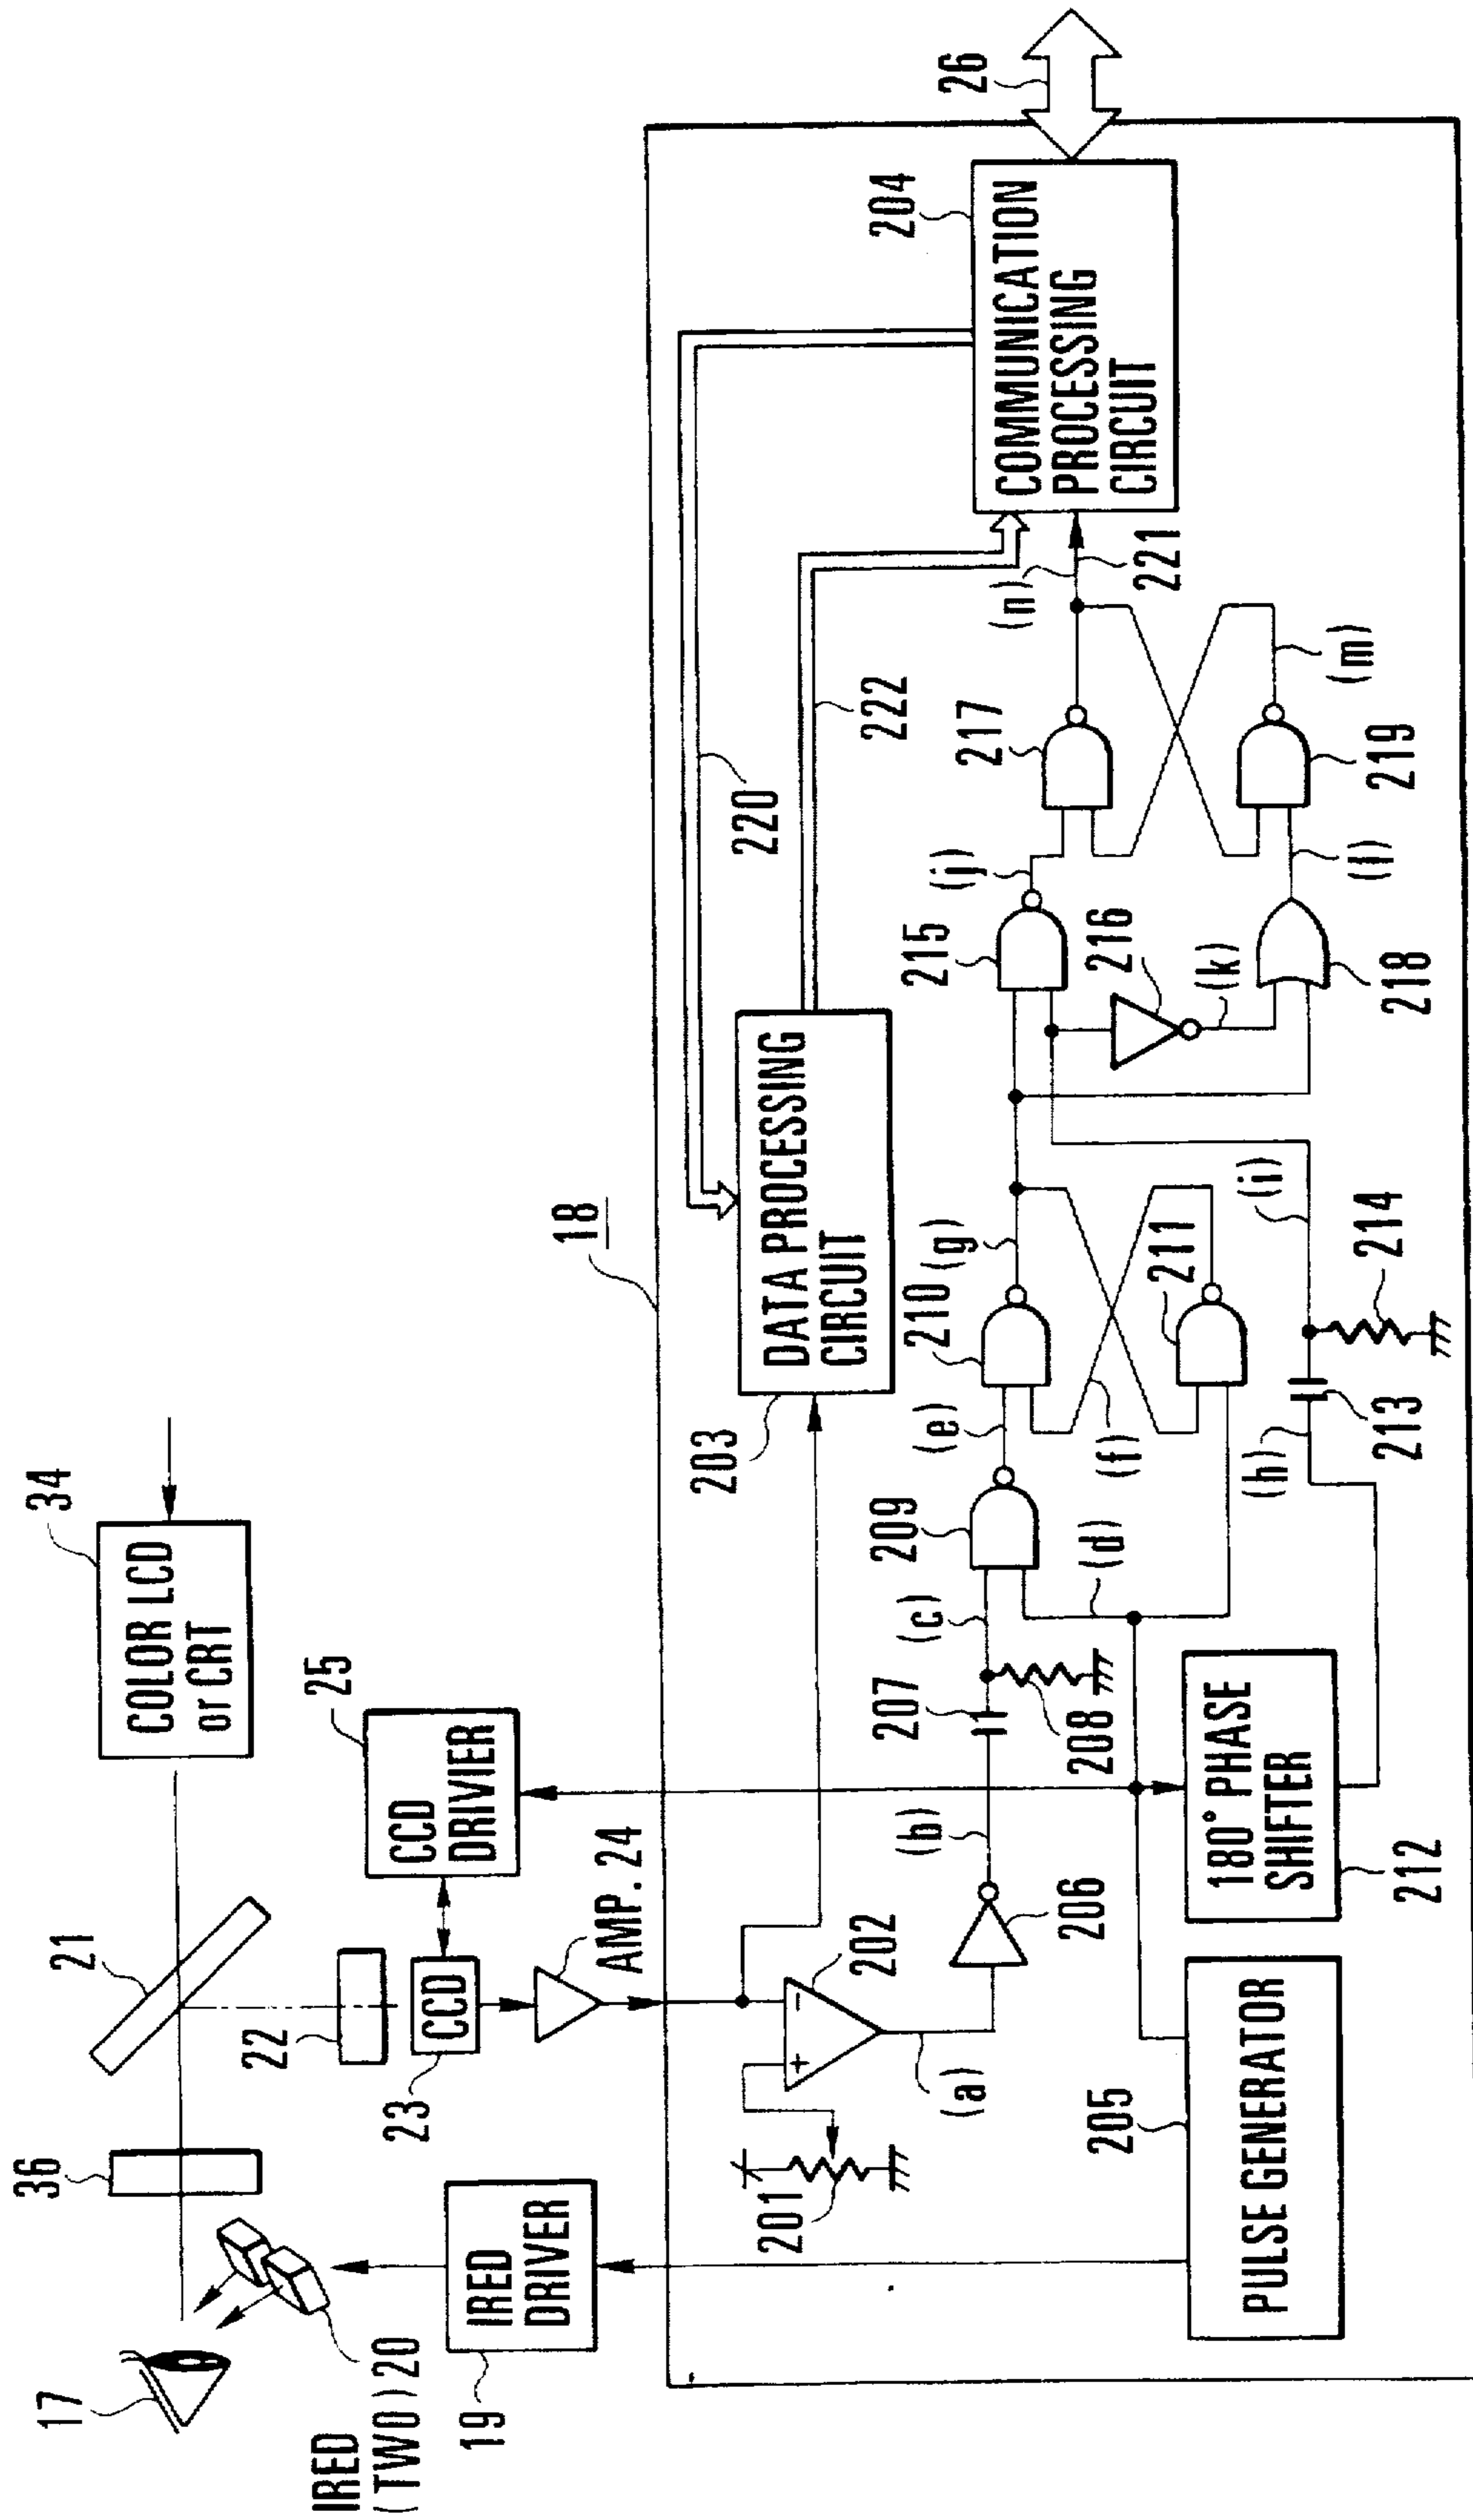 17
36
21
34
COLOR LCD
or CRT
IRED
(TWO) 20
22
23
CCD
25
CCD
DRIVIER
19
IRED
DRIVER
AMP. 24
18
26
201
+
-
202
203
DATA PROCESSING
CIRCUIT
220
222
204
COMMUNICATION
PROCESSING
CIRCUIT
(a)
206
(b)
207
208
(c)
209
(d)
(e)
210
(f)
(g)
211
215
(j)
216
(k)
217
(n)
221
218
(l)
219
(m)
205
PULSE GENERATOR
180° PHASE
SHIFTER
212
(h)
213
214
(i)